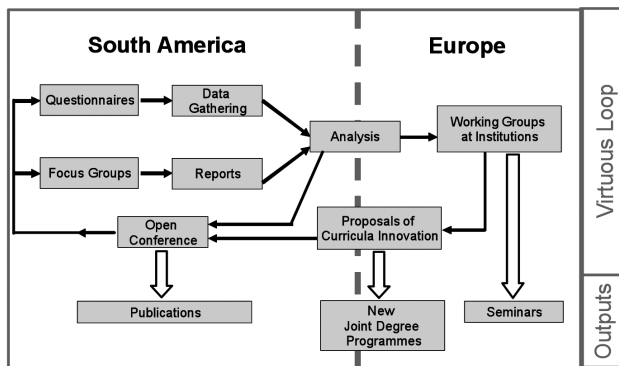 South America
Europe
Questionnaires
Data
Gathering
Analysis
Working Groups
at Institutions
Focus Groups
Reports
Open
Conference
Proposals of
Curricula Innovation
Publications
New
Joint Degree
Programmes
Seminars
Virtuous Loop
Outputs